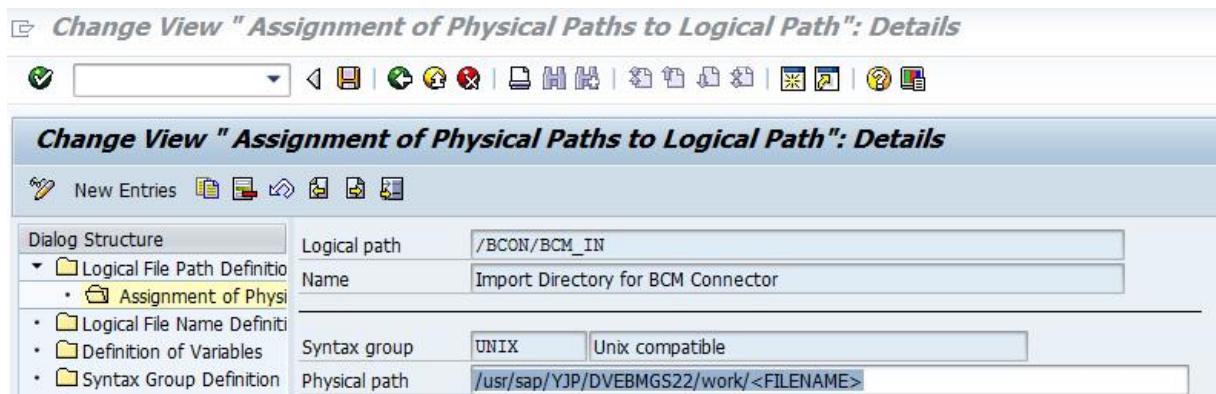 Change View " Assignment of Physical Paths to Logical Path": Details
Change View " Assignment of Physical Paths to Logical Path": Details
New Entries
Dialog Structure
Logical File Path Definitio
Assignment of Physi
Logical File Name Definiti
Definition of Variables
Syntax Group Definition
Logical path /BCON/BCM_IN
Name Import Directory for BCM Connector
Syntax group UNIX Unix compatible
Physical path /usr/sap/YJP/DVEBMGS22/work/<FILENAME>